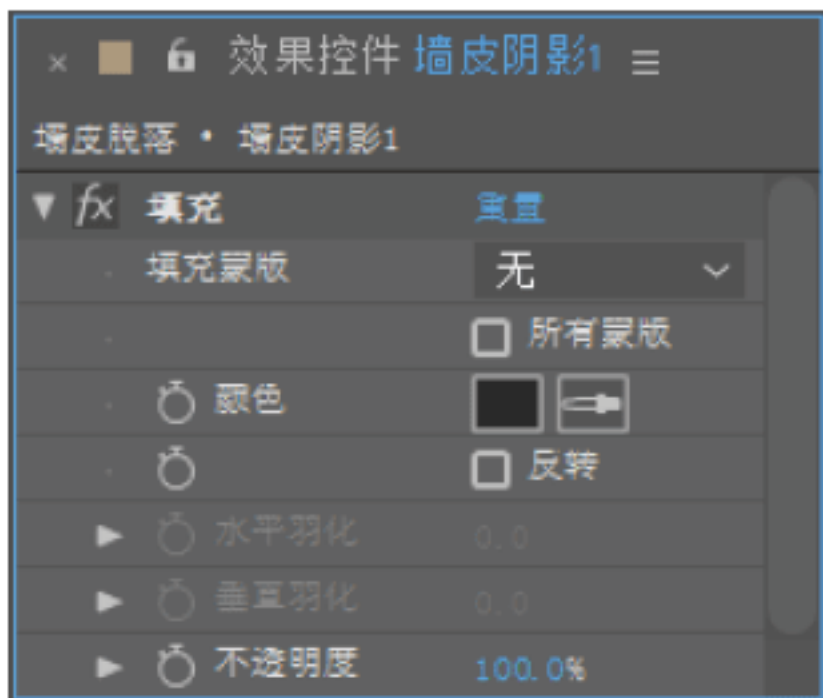 × 效果控件 墙皮阴影1 ≡
墙皮脱落 • 墙皮阴影1
fx 填充 重置
填充蒙版 无
所有蒙版
颜色
反转
水平羽化 0.0
垂直羽化 0.0
不透明度 100.0%